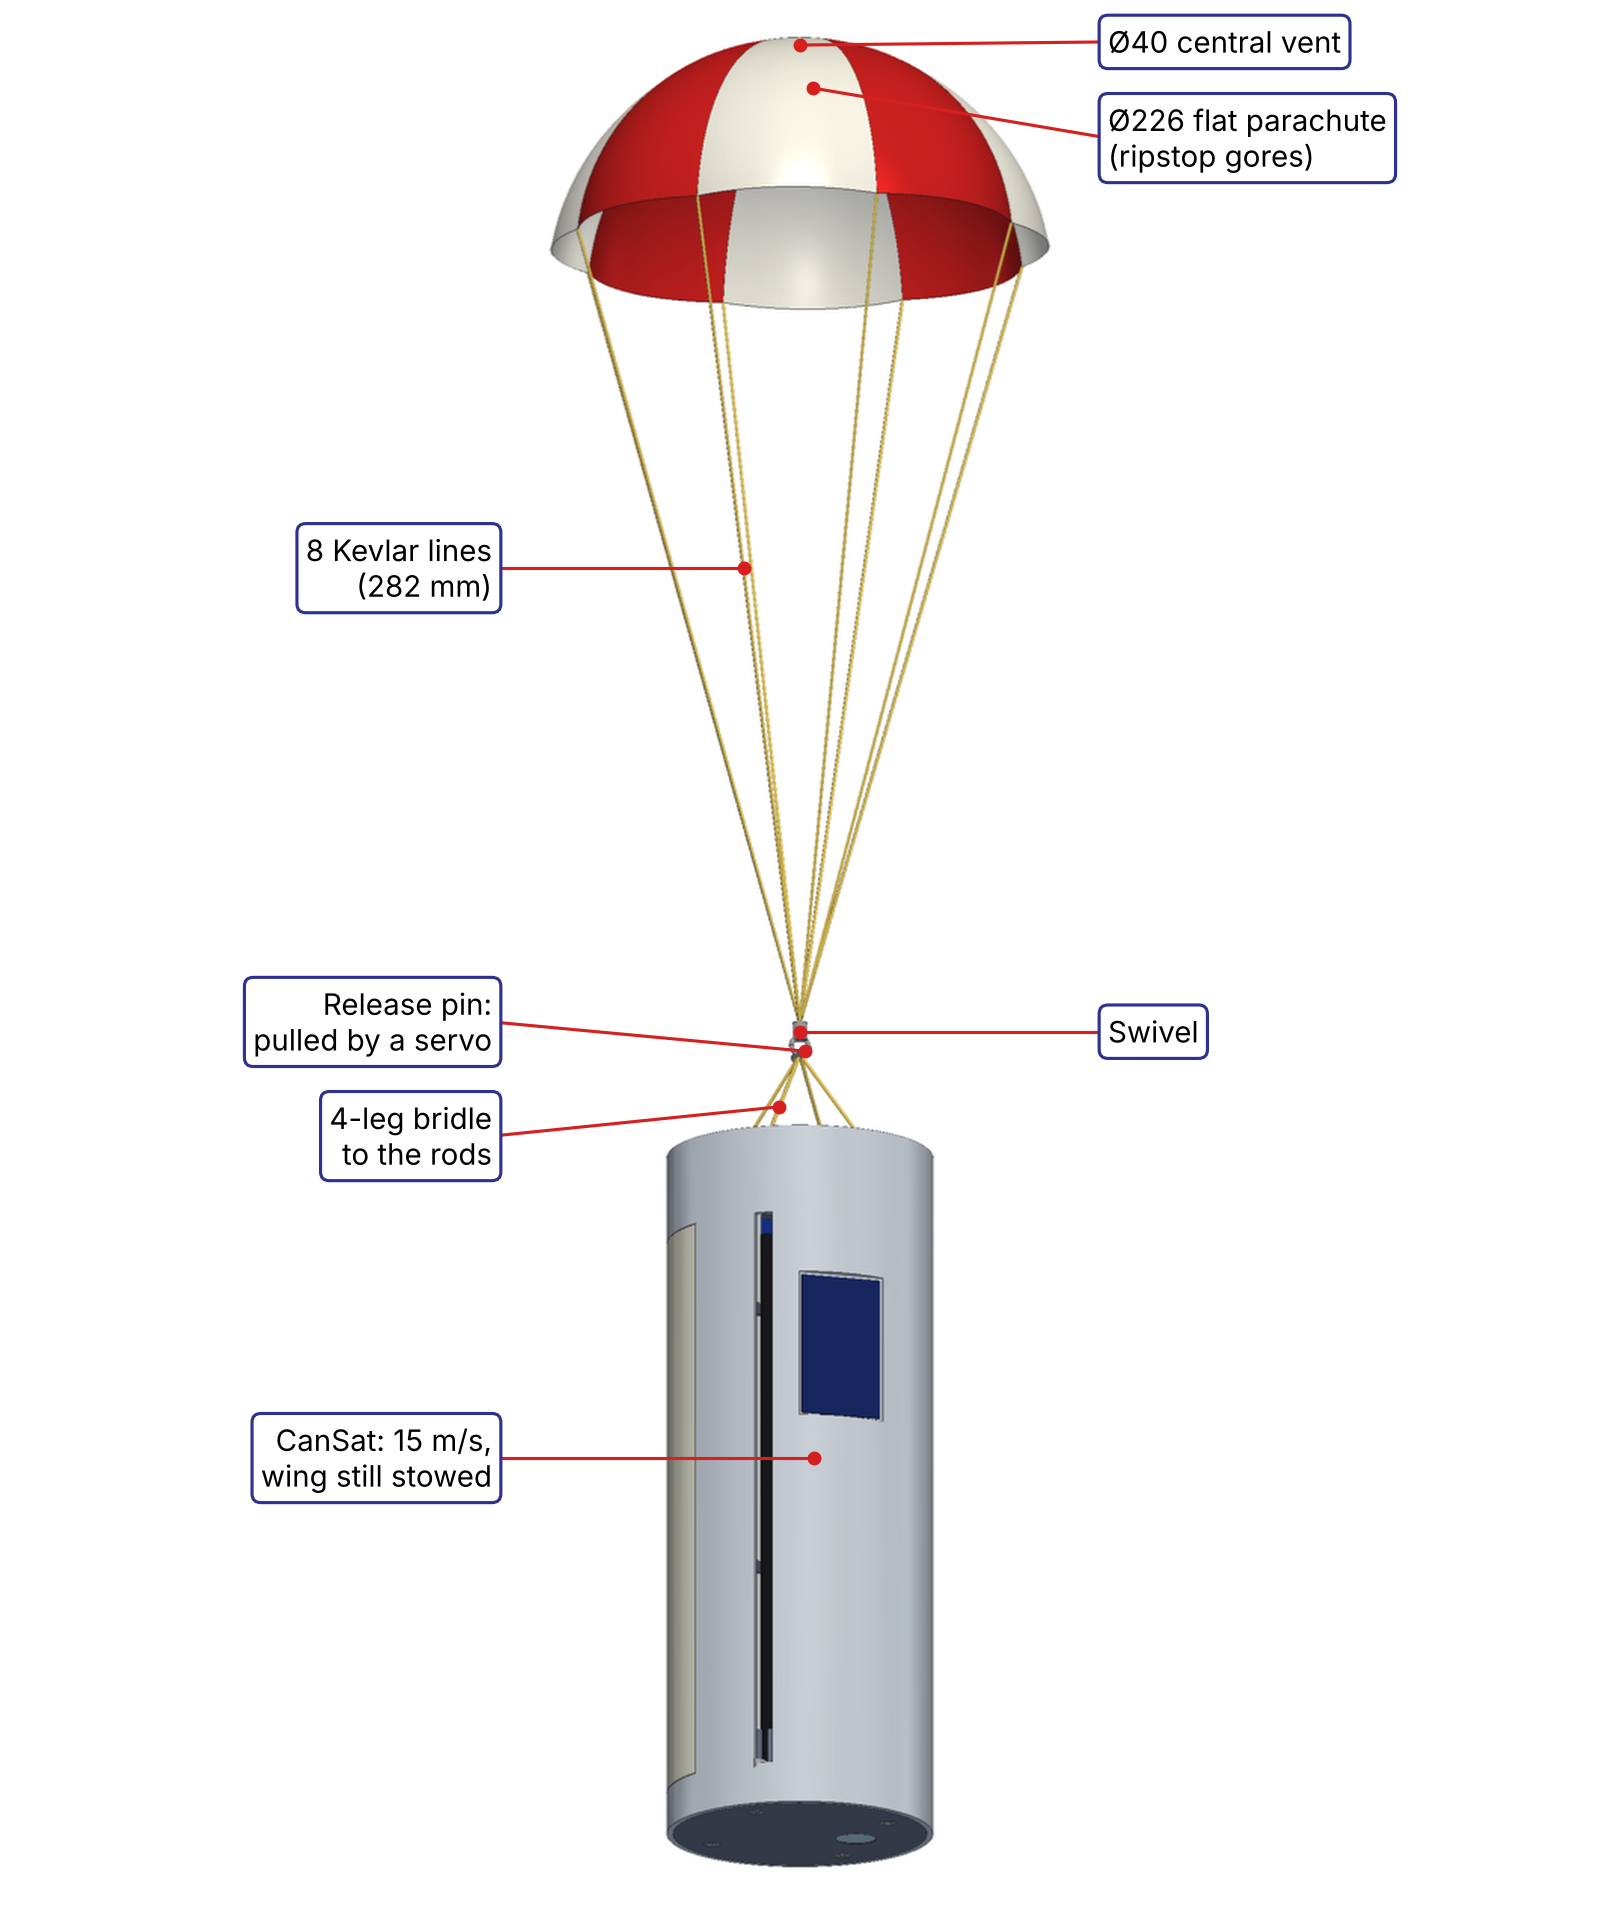 Ø40 central vent
Ø226 flat parachute
(ripstop gores)
8 Kevlar lines
(282 mm)
Release pin:
pulled by a servo
Swivel
4-leg bridle
to the rods
CanSat: 15 m/s,
wing still stowed